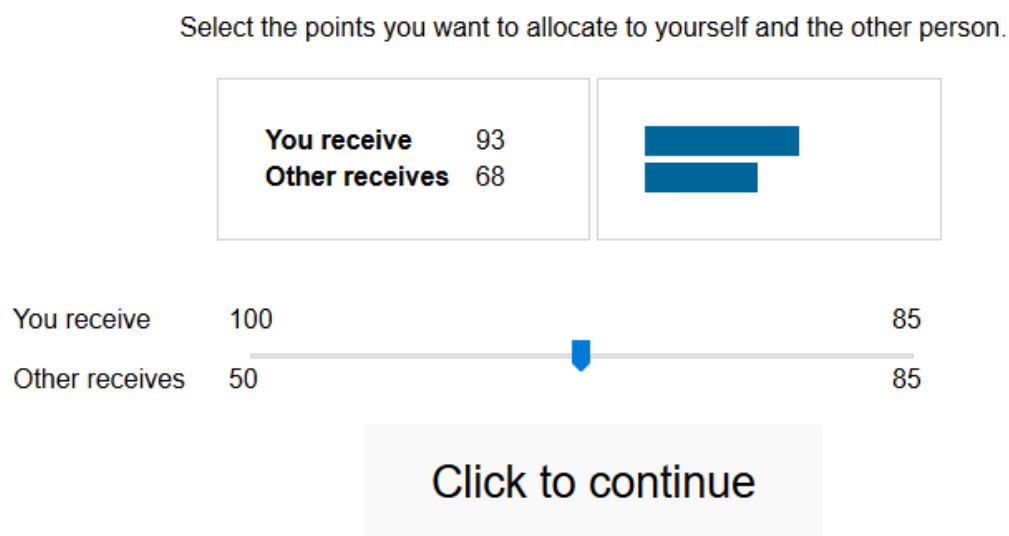 Select the points you want to allocate to yourself and the other person.
You receive 93
Other receives 68
You receive 100 85
Other receives 50 85
Click to continue